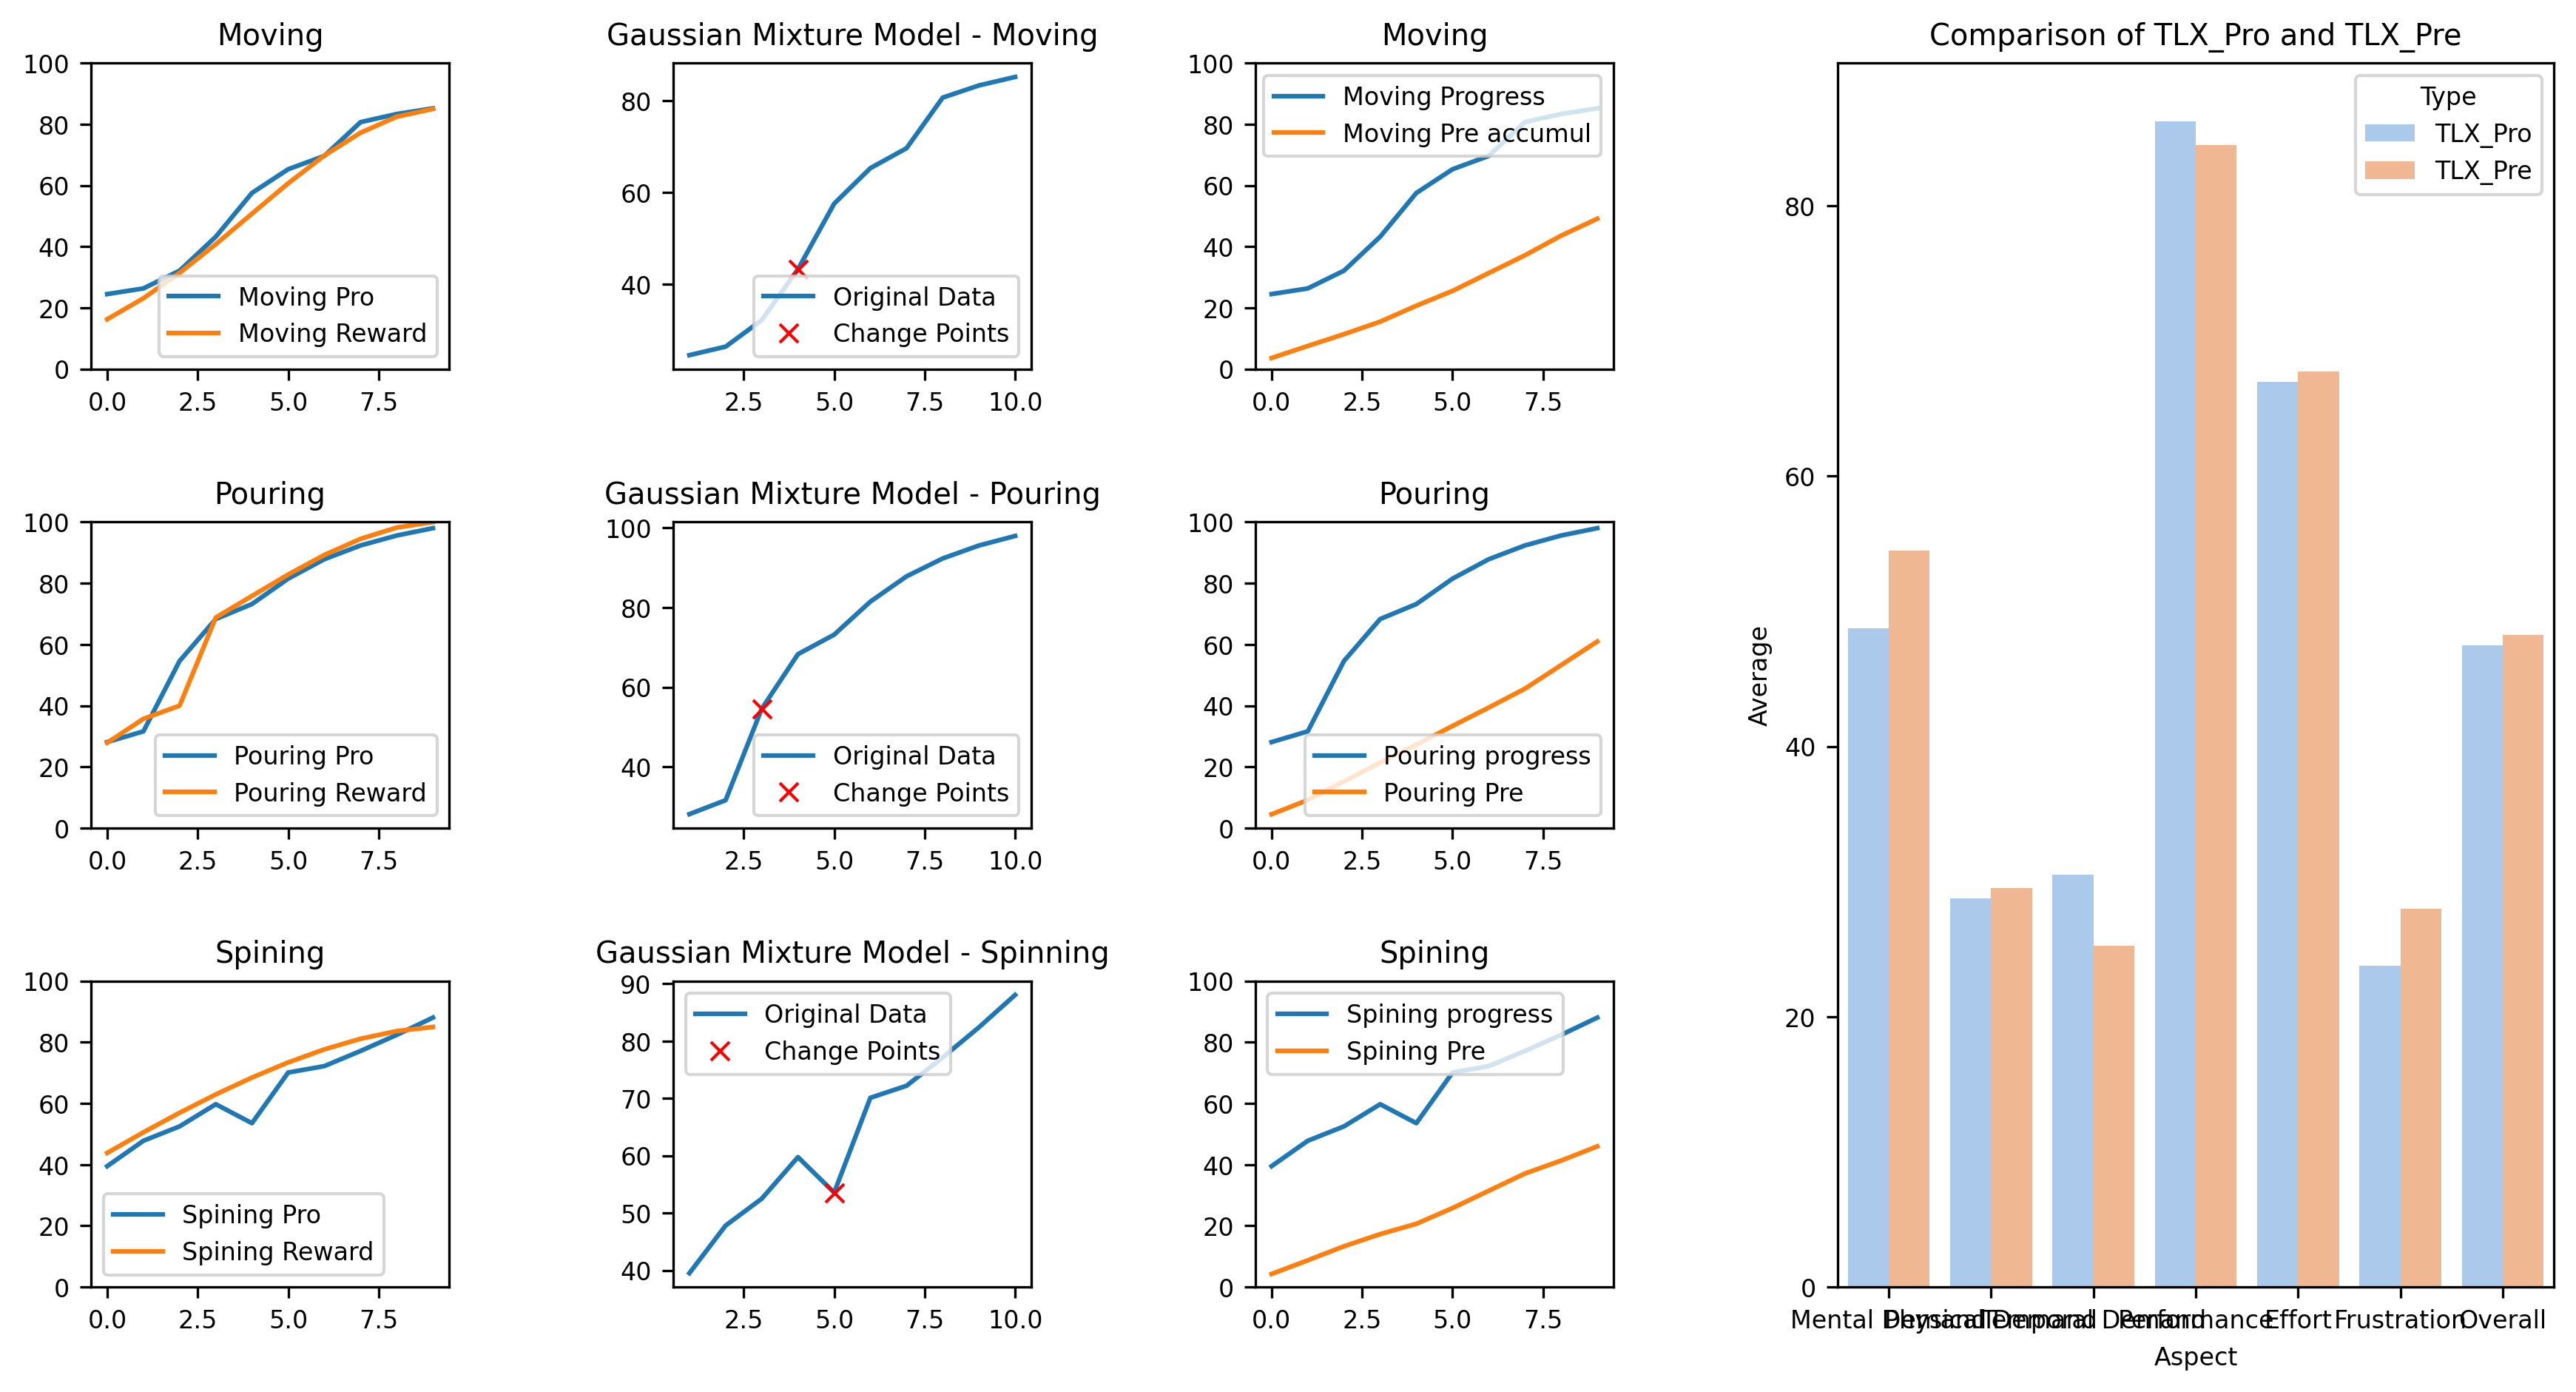 Moving
100
80
60
40
20
0
Moving Pro
Moving Reward
0.0 2.5 5.0 7.5
Gaussian Mixture Model - Moving
80
60
40
Original Data
Change Points
2.5 5.0 7.5 10.0
Moving
100
80
60
40
20
0
Moving Progress
Moving Pre accumul
0.0 2.5 5.0 7.5
Pouring
100
80
60
40
20
0
Pouring Pro
Pouring Reward
0.0 2.5 5.0 7.5
Gaussian Mixture Model - Pouring
100
80
60
40
Original Data
Change Points
2.5 5.0 7.5 10.0
Pouring
100
80
60
40
20
0
Pouring progress
Pouring Pre
0.0 2.5 5.0 7.5
Spining
100
80
60
40
20
0
Spining Pro
Spining Reward
0.0 2.5 5.0 7.5
Gaussian Mixture Model - Spinning
90
80
70
60
50
40
Original Data
Change Points
2.5 5.0 7.5 10.0
Spining
100
80
60
40
20
0
Spining progress
Spining Pre
0.0 2.5 5.0 7.5
Comparison of TLX_Pro and TLX_Pre
Type
TLX_Pro
TLX_Pre
Average
80
60
40
20
0
Mental Demand Physical Demand Temporal Demand Performance Effort Frustration Overall
Aspect